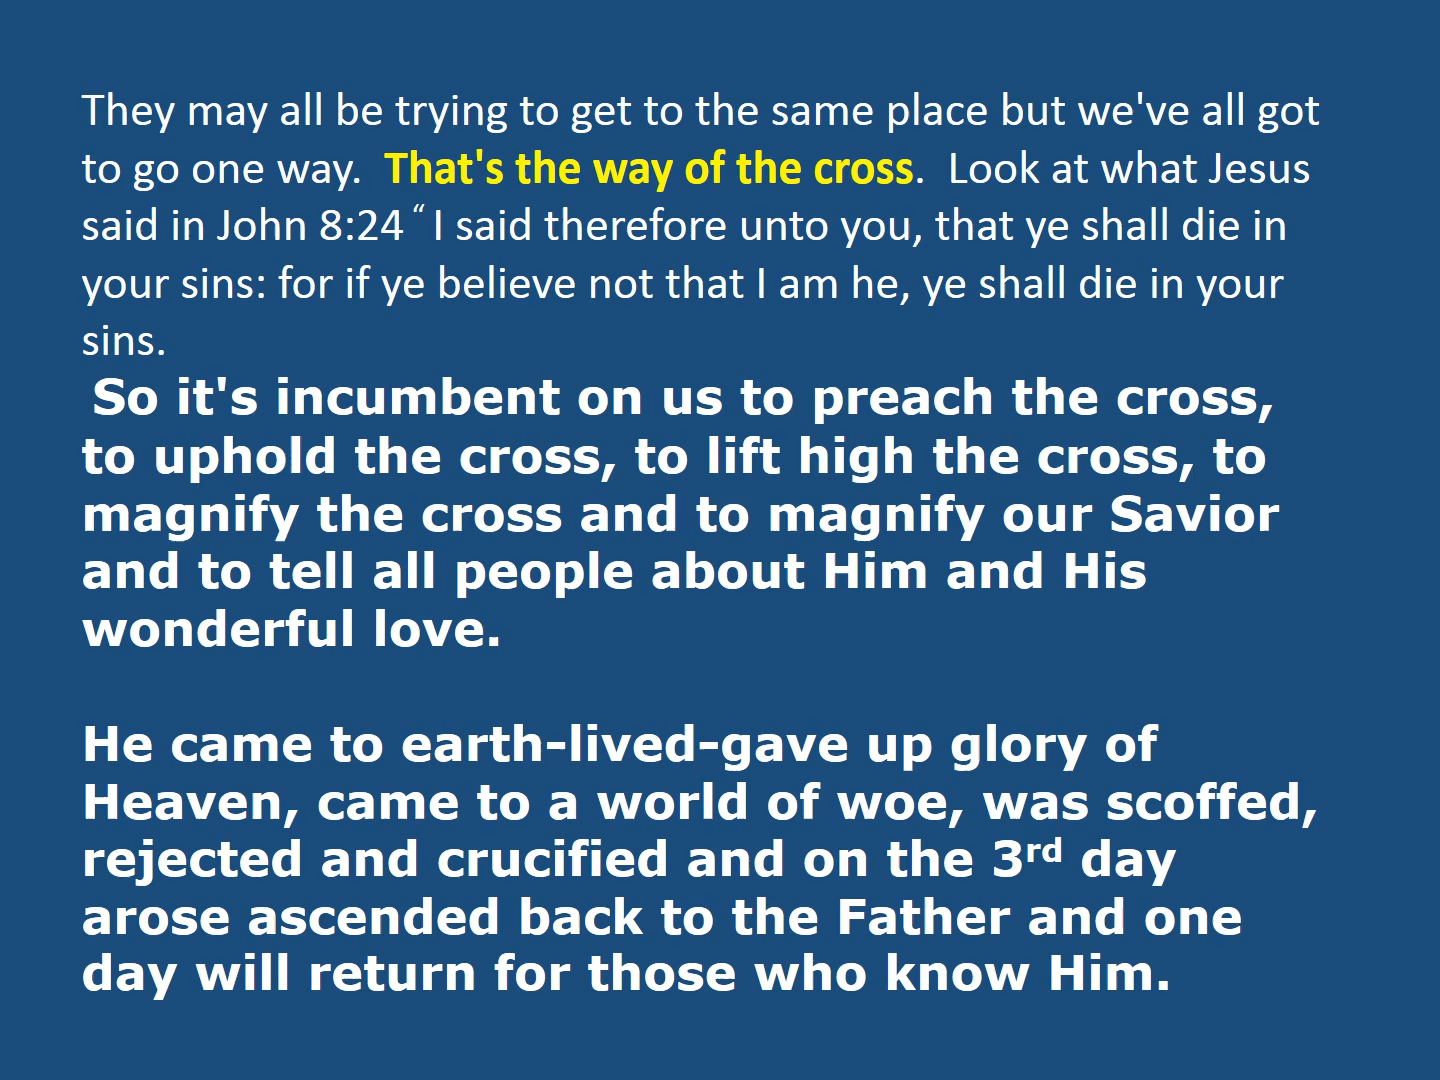 They may all be trying to get to the same place but we've all got
to go one way.  That's the way of the cross.  Look at what Jesus
said in John 8:24 “ I said therefore unto you, that ye shall die in
your sins: for if ye believe not that I am he, ye shall die in your
sins.
So it's incumbent on us to preach the cross,
to uphold the cross, to lift high the cross, to
magnify the cross and to magnify our Savior
and to tell all people about Him and His
wonderful love.
He came to earth-lived-gave up glory of
Heaven, came to a world of woe, was scoffed,
rejected and crucified and on the 3rd day
arose ascended back to the Father and one
day will return for those who know Him.